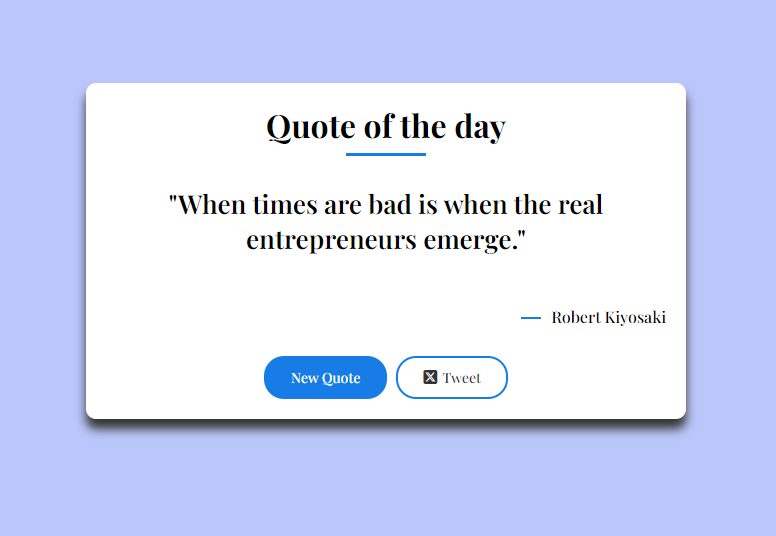 Quote of the day
"When times are bad is when the real
entrepreneurs emerge."
Robert Kiyosaki
New Quote
Tweet